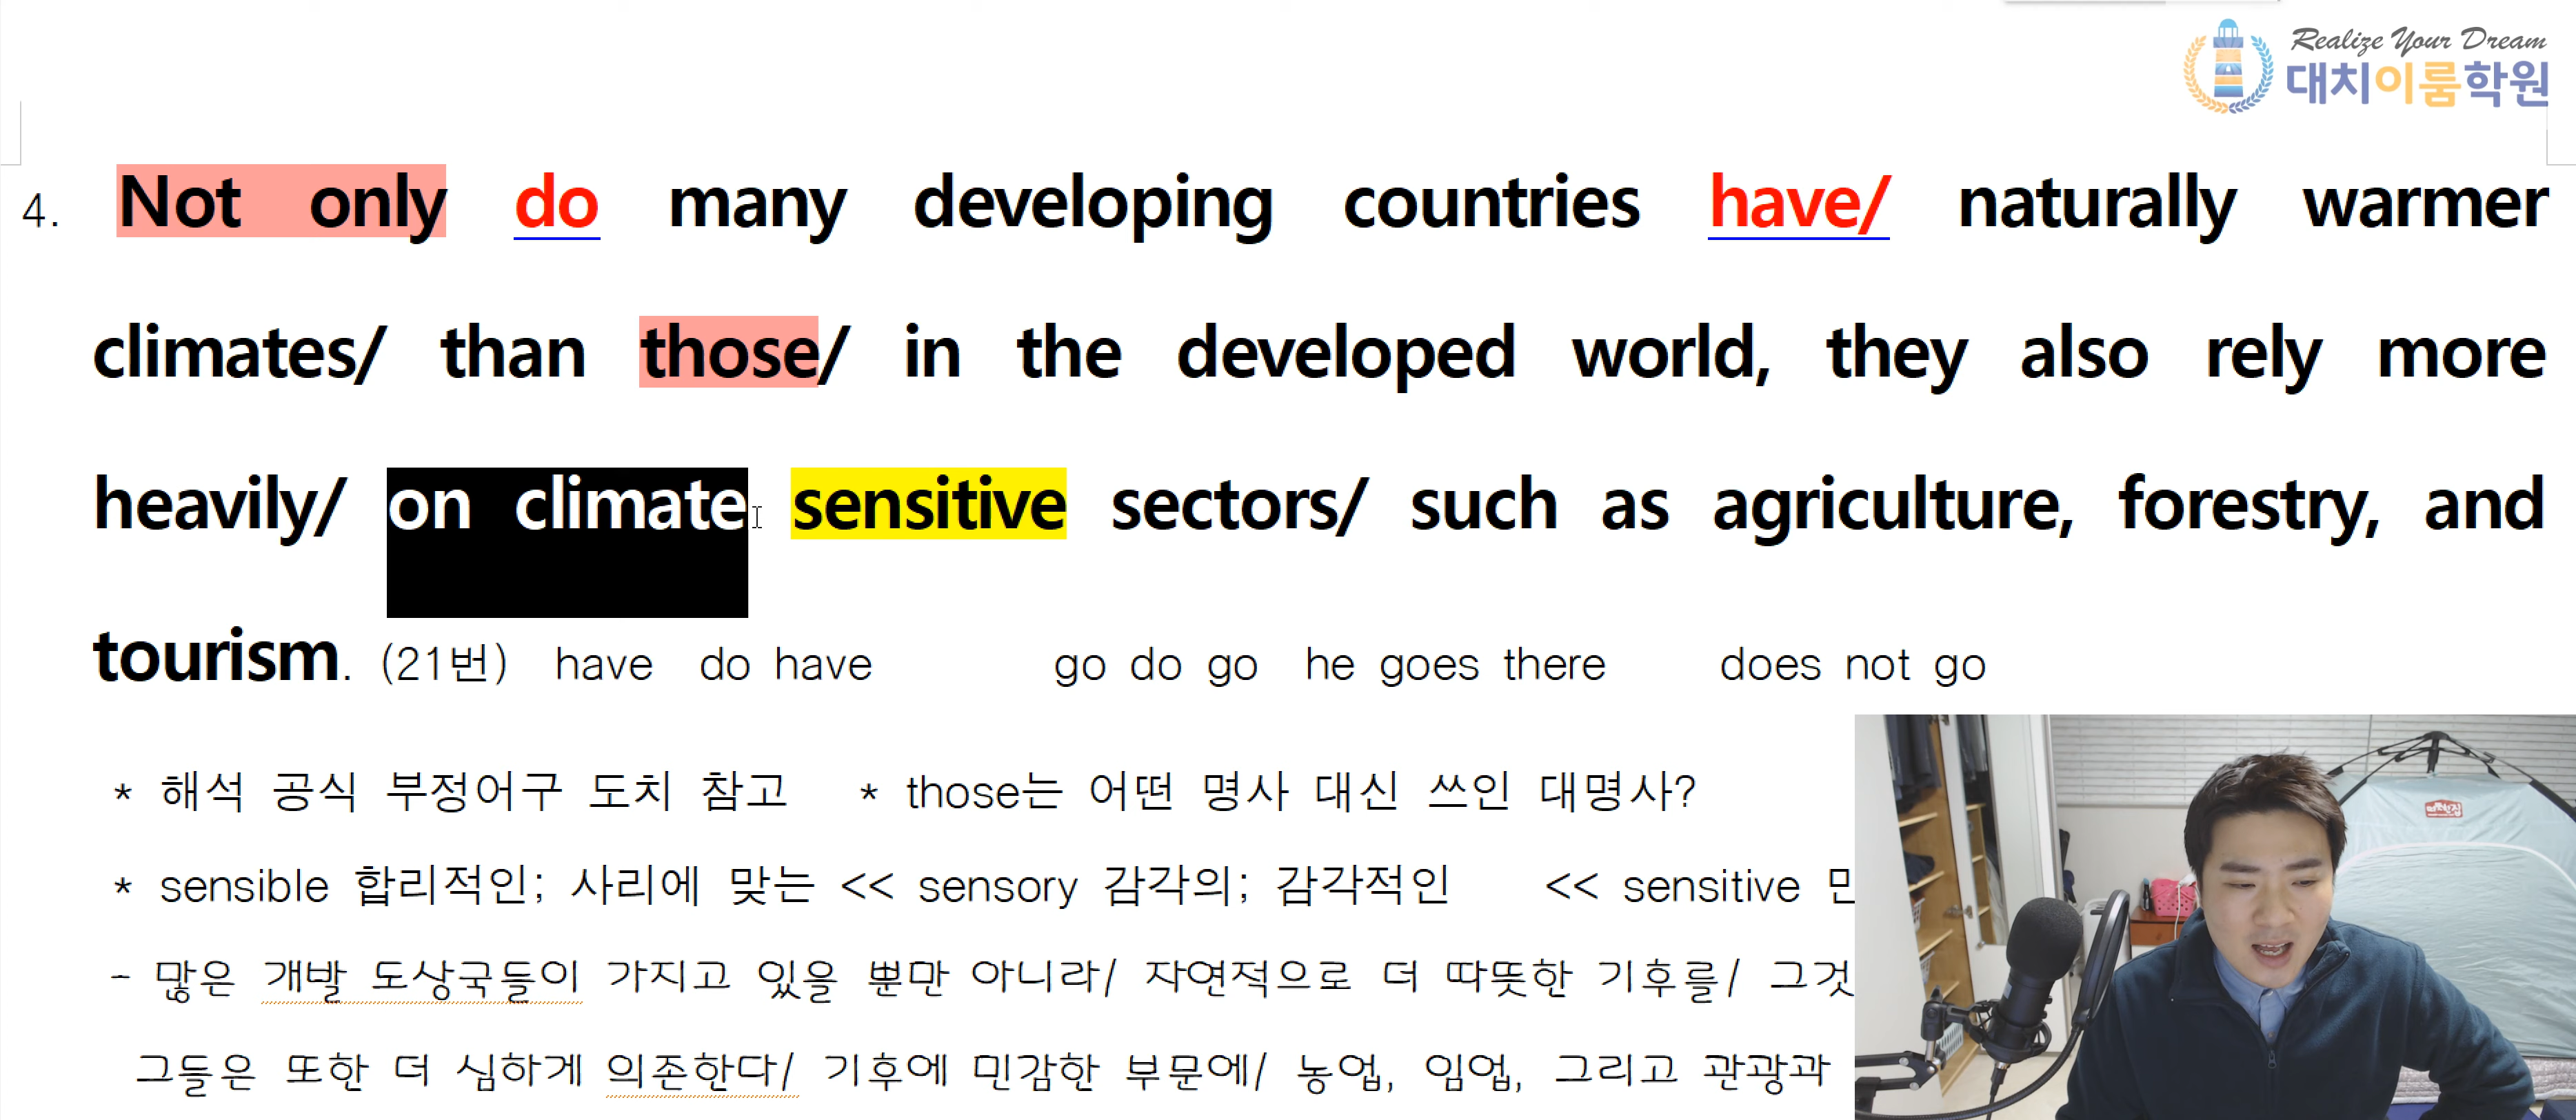 Realize Your Dream
대치이룸학원
4. Not only do many developing countries have/ naturally warmer
climates/ than those/ in the developed world, they also rely more
heavily/ on climate sensitive sectors/ such as agriculture, forestry, and
tourism. (21번) have do have go do go he goes there does not go
* 해석 공식 부정어구 도치 참고 * those는 어떤 명사 대신 쓰인 대명사?
* sensible 합리적인; 사리에 맞는 << sensory 감각의; 감각적인 << sensitive 민
- 많은 개발 도상국들이 가지고 있을 뿐만 아니라/ 자연적으로 더 따뜻한 기후를/ 그것
그들은 또한 더 심하게 의존한다/ 기후에 민감한 부문에/ 농업, 임업, 그리고 관광과